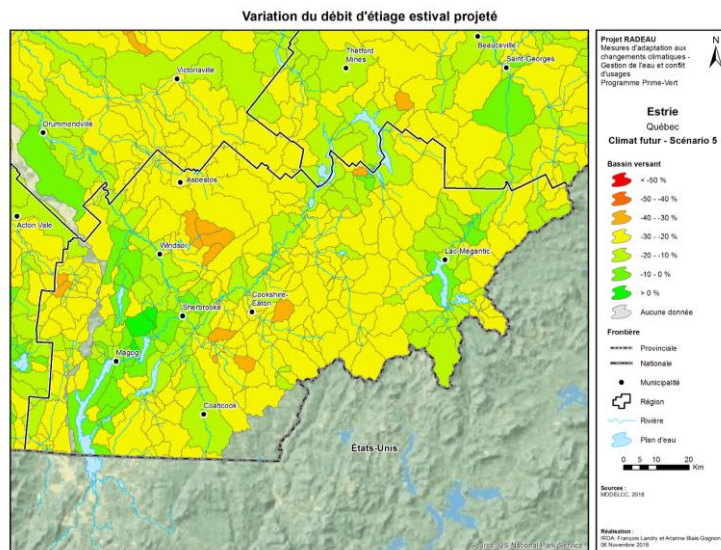 Variation du débit d'étiage estival projeté
Beauceville
Thetford
Mines
Saint-Georges
Victoriaville
Drummondville
Asbestos
Acton Vale
Windsor
Lac-Mégantic
Cookshire-
Eaton
Sherbrooke
Magog
Coaticook
États-Unis
Source: US National Park Service
Projet RADEAU
Mesures d'adaptation aux
changements climatiques -
Gestion de l'eau et conflit
d'usages
Programme Prime-Vert
N
Estrie
Québec
Climat futur - Scénario 5
Bassin versant
< -50 %
-50 - -40 %
-40 - -30 %
-30 - -20 %
-20 - -10 %
-10 - 0 %
> 0 %
Aucune donnée
Frontière
Provinciale
Nationale
Municipalité
Région
Rivière
Plan d'eau
0 5 10 20
Km
Sources :
MDDELCC, 2018
Réalisation :
IRDA, François Landry et Arianne Blais-Gagnon
06 Novembre 2018